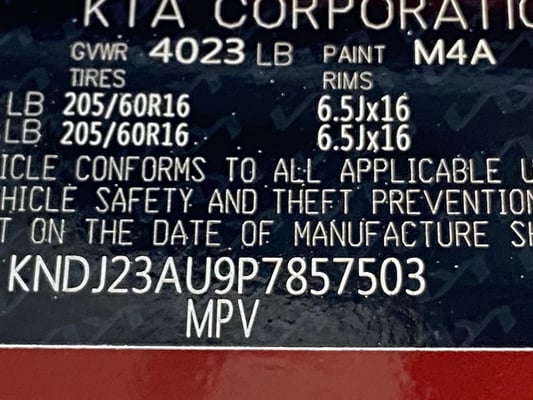 KIA CORPORATIO
GVWR 4023 LB PAINT M4A
TIRES RIMS
LB 205/60R16 6.5Jx16
LB 205/60R16 6.5Jx16
ICLE CONFORMS TO ALL APPLICABLE U
EHICLE SAFETY AND THEFT PREVENTION
T ON THE DATE OF MANUFACTURE SH
KNDJ23AU9P7857503
MPV